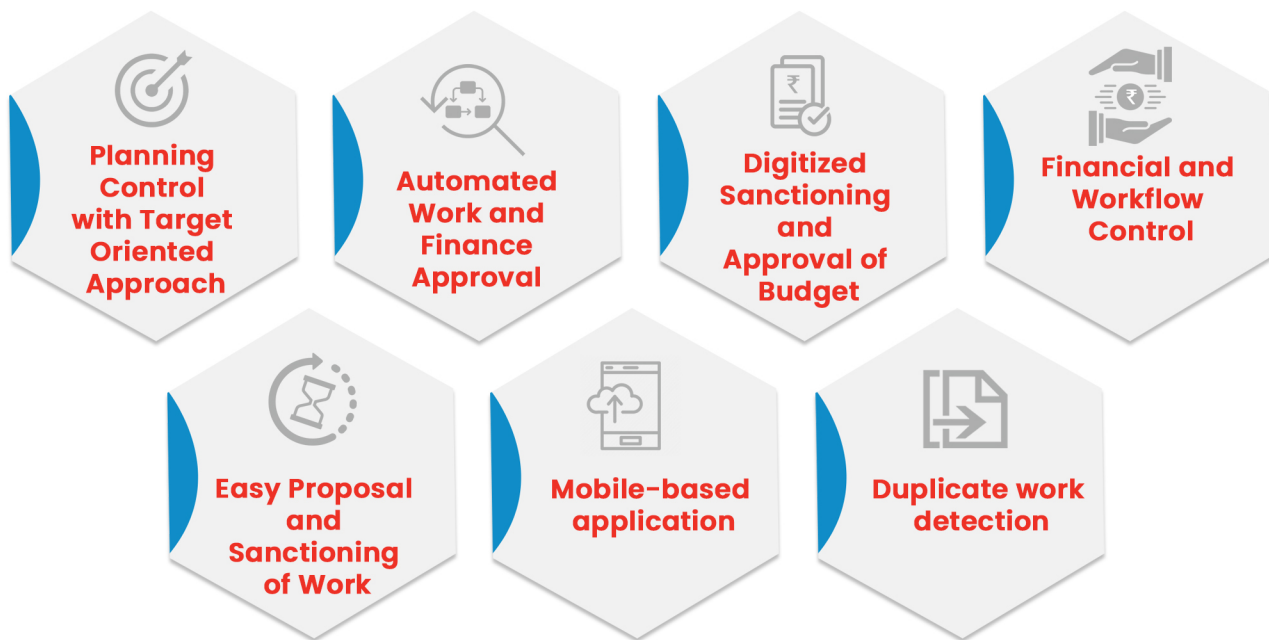 Planning
Control
with Target
Oriented
Approach
Automated
Work and
Finance
Approval
₹
Digitized
Sanctioning
and
Approval of
Budget
₹
Financial and
Workflow
Control
Easy Proposal
and
Sanctioning
of Work
Mobile-based
application
Duplicate work
detection